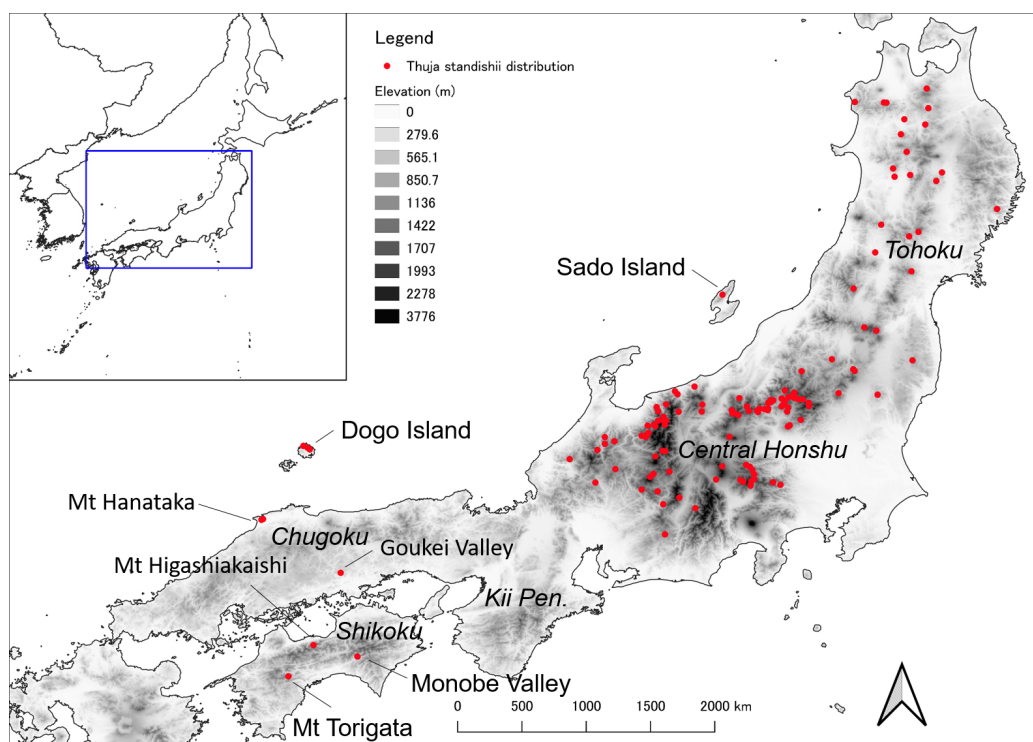 Legend
Thuja standishii distribution
Elevation (m)
0
279.6
565.1
850.7
1136
1422
1707
1993
2278
3776
Tohoku
Sado Island
Dogo Island
Central Honshu
Mt Hanataka
Chugoku
Goukei Valley
Mt Higashiakaishi
Kii Pen.
Shikoku
Monobe Valley
Mt Torigata
0 500 1000 1500 2000 km